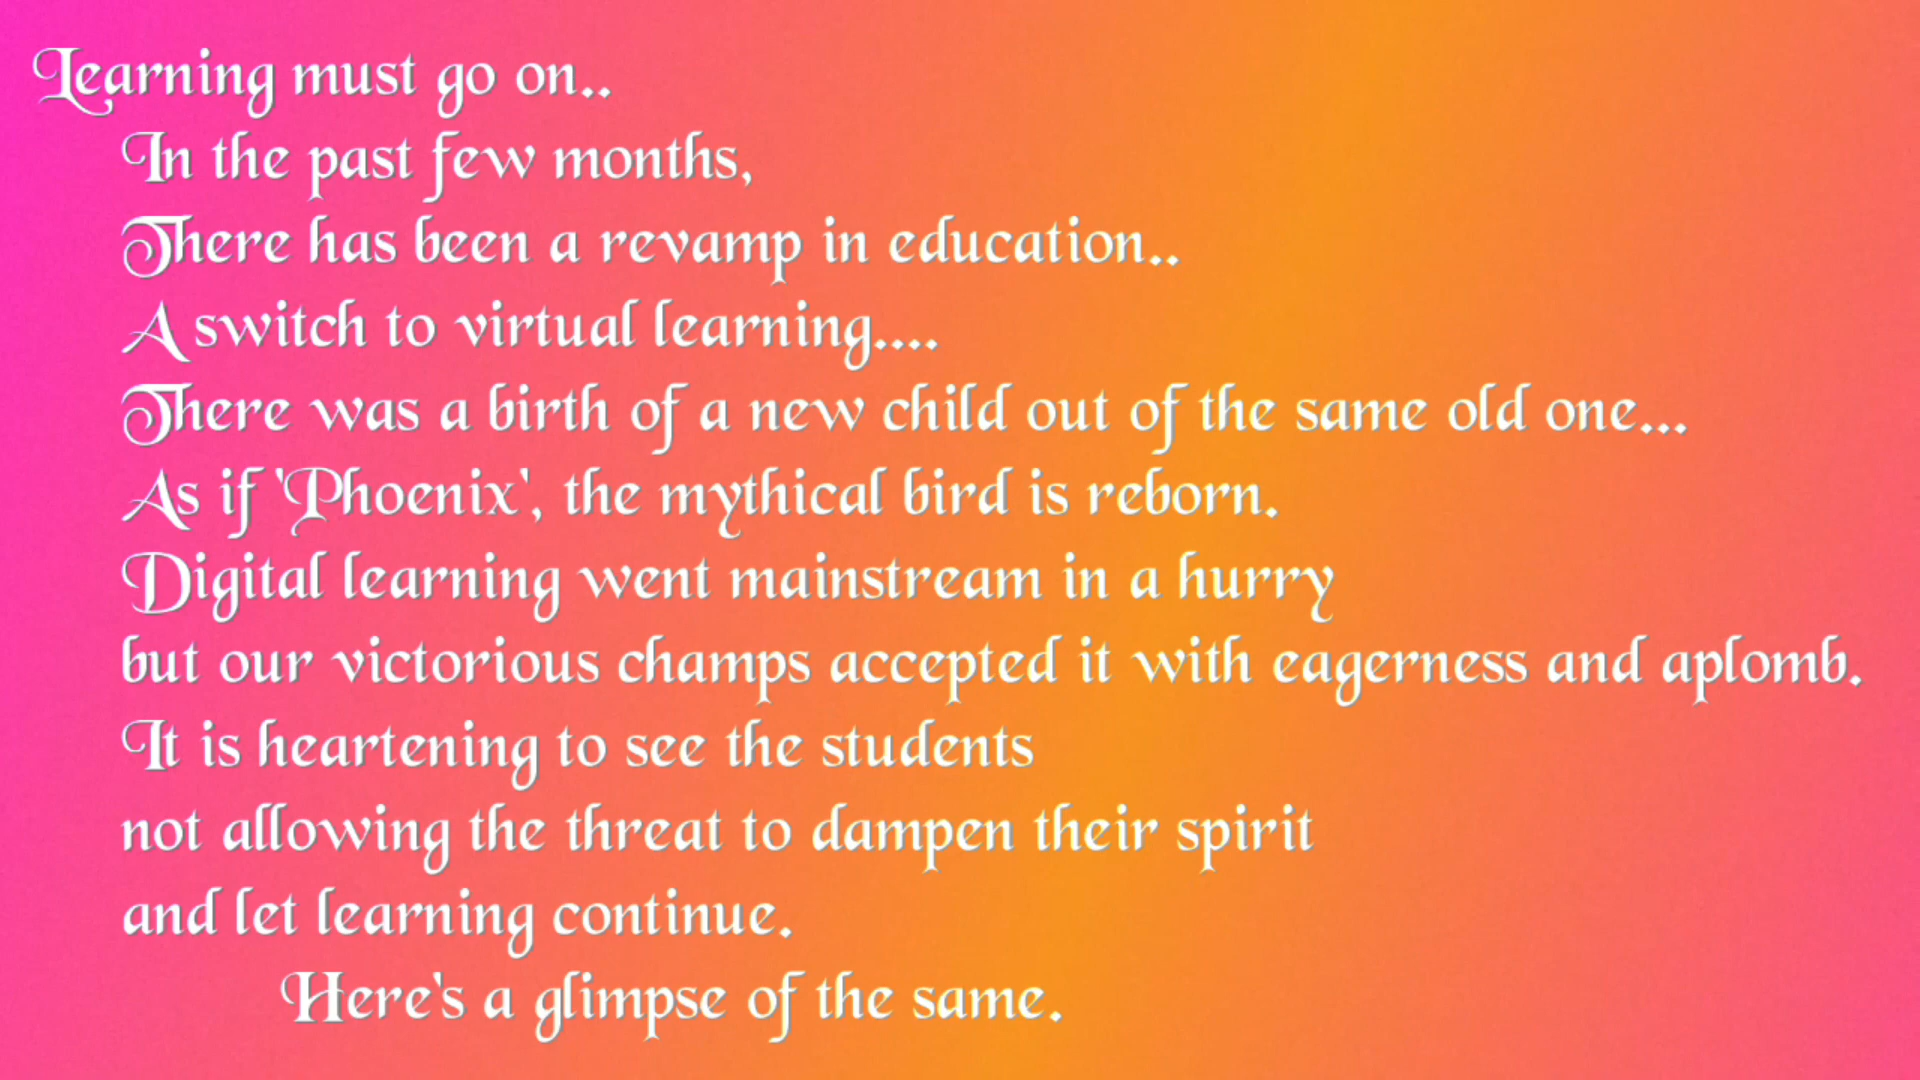 Learning must go on..
In the past few months,
There has been a revamp in education..
A switch to virtual learning....
There was a birth of a new child out of the same old one...
As if 'Phoenix', the mythical bird is reborn.
Digital learning went mainstream in a hurry
but our victorious champs accepted it with eagerness and aplomb.
It is heartening to see the students
not allowing the threat to dampen their spirit
and let learning continue.
Here's a glimpse of the same.